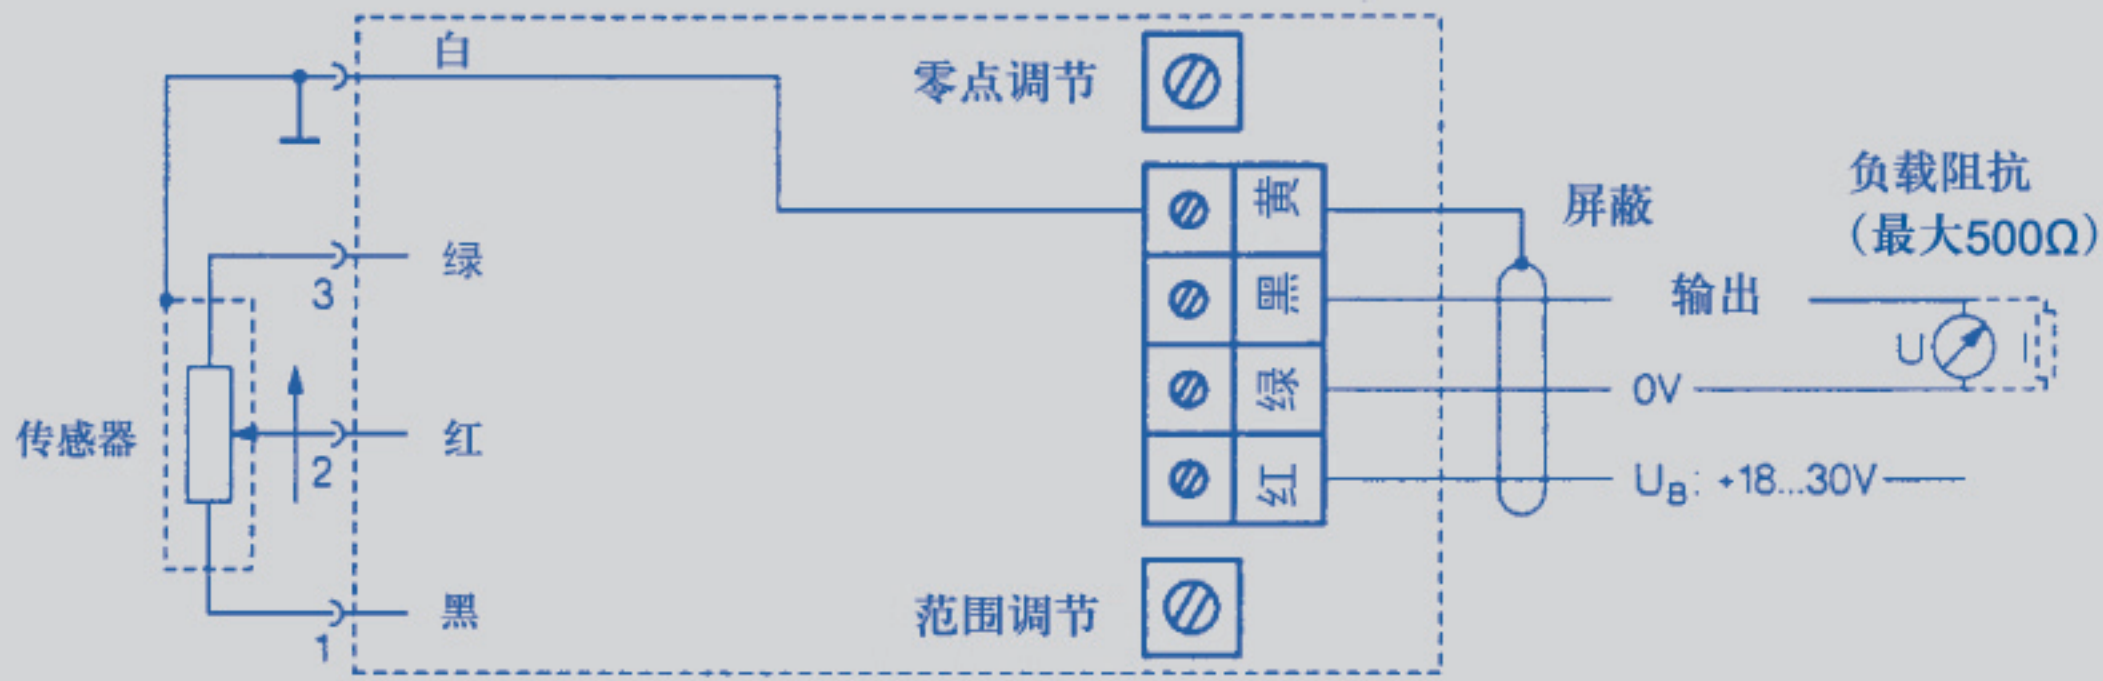 白
零点调节
黄
屏蔽
负载阻抗
（最大500Ω）
绿
3
黑
输出
U
I
绿
0V
传感器
红
2
红
UB: +18...30V
黑
1
范围调节